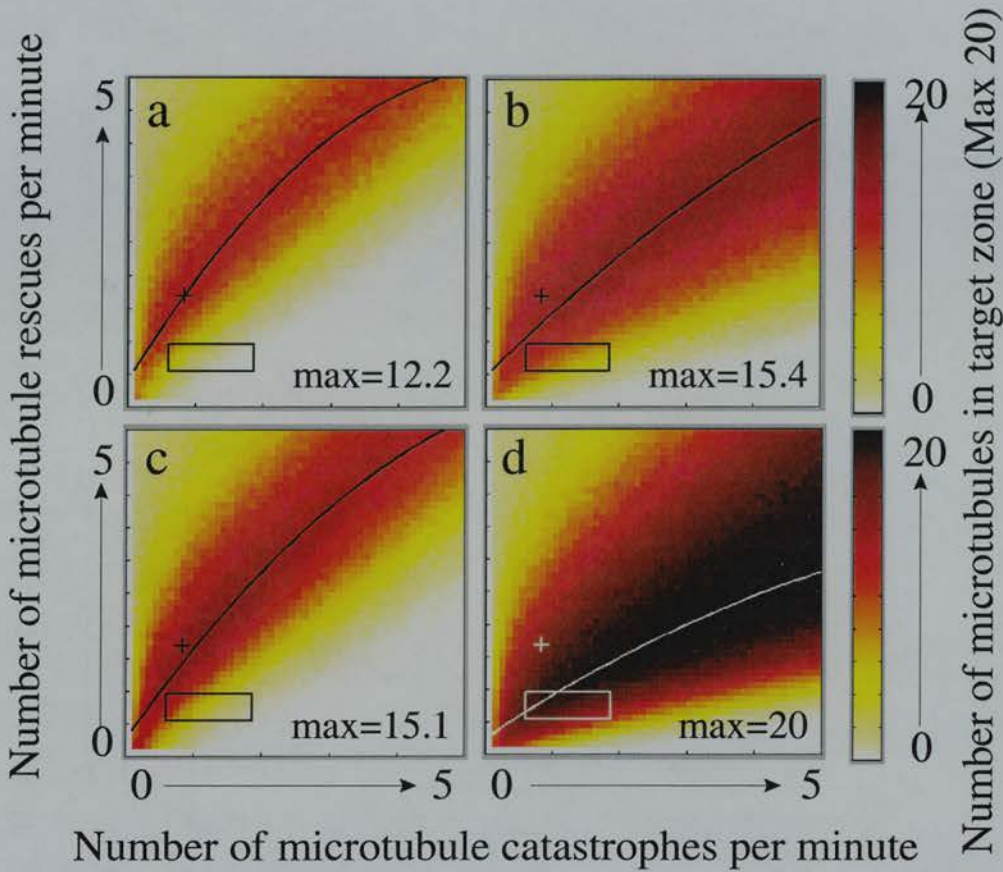 Number of microtubule rescues per minute
5
0
a
max=12.2
b
max=15.4
20
0
5
0
c
max=15.1
d
max=20
20
0
0
5
0
5
Number of microtubule catastrophes per minute
Number of microtubules in target zone (Max 20)